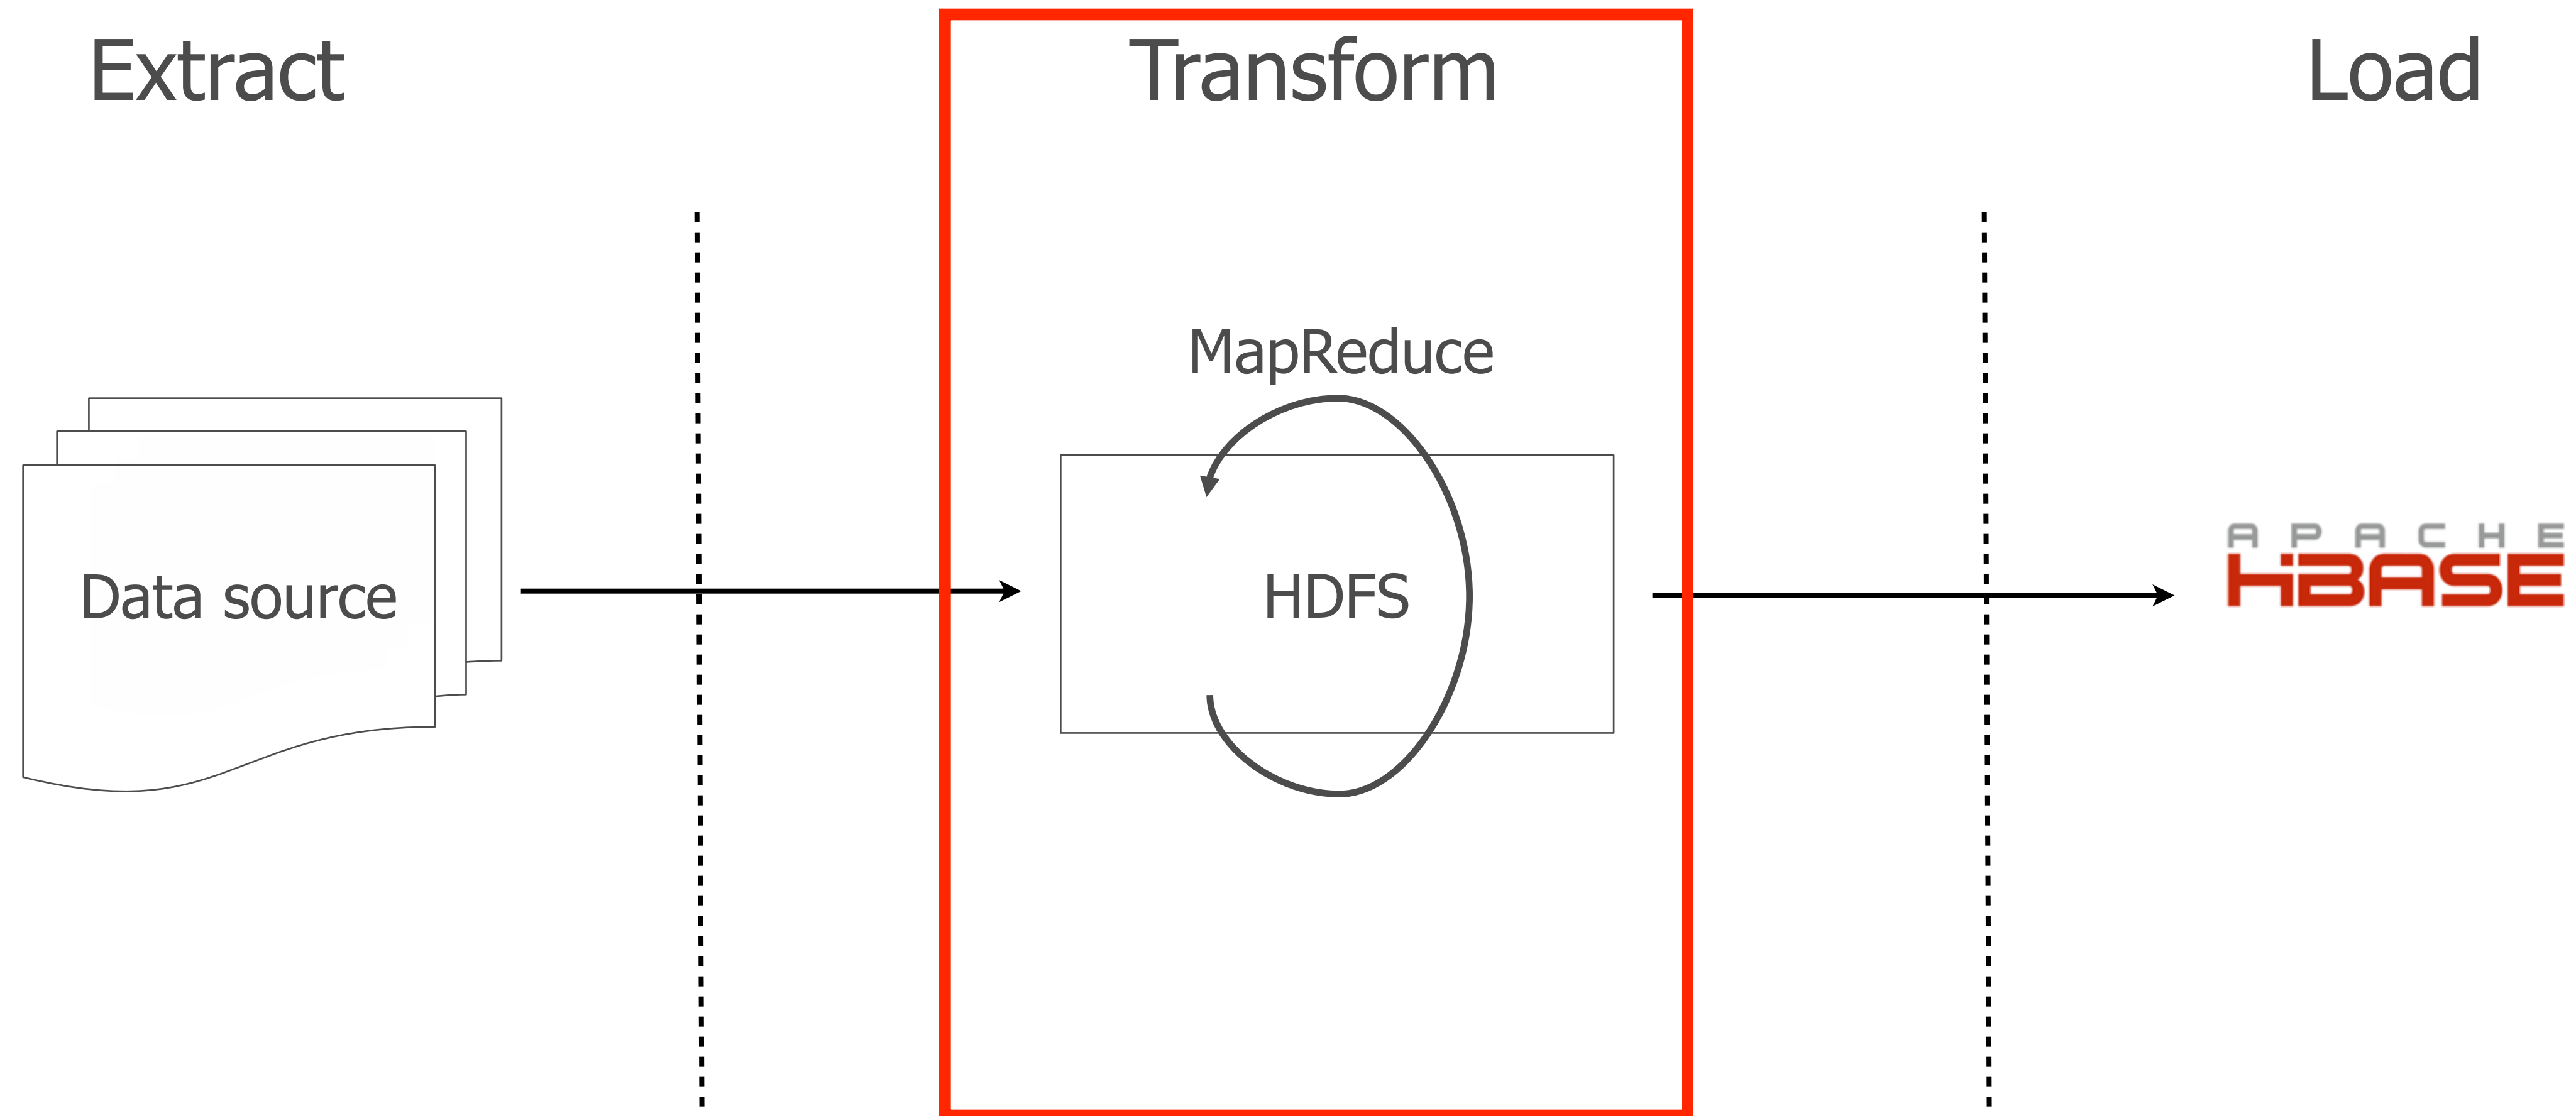 Extract
Transform
Load
MapReduce
Data source
HDFS
APACHE
HBASE